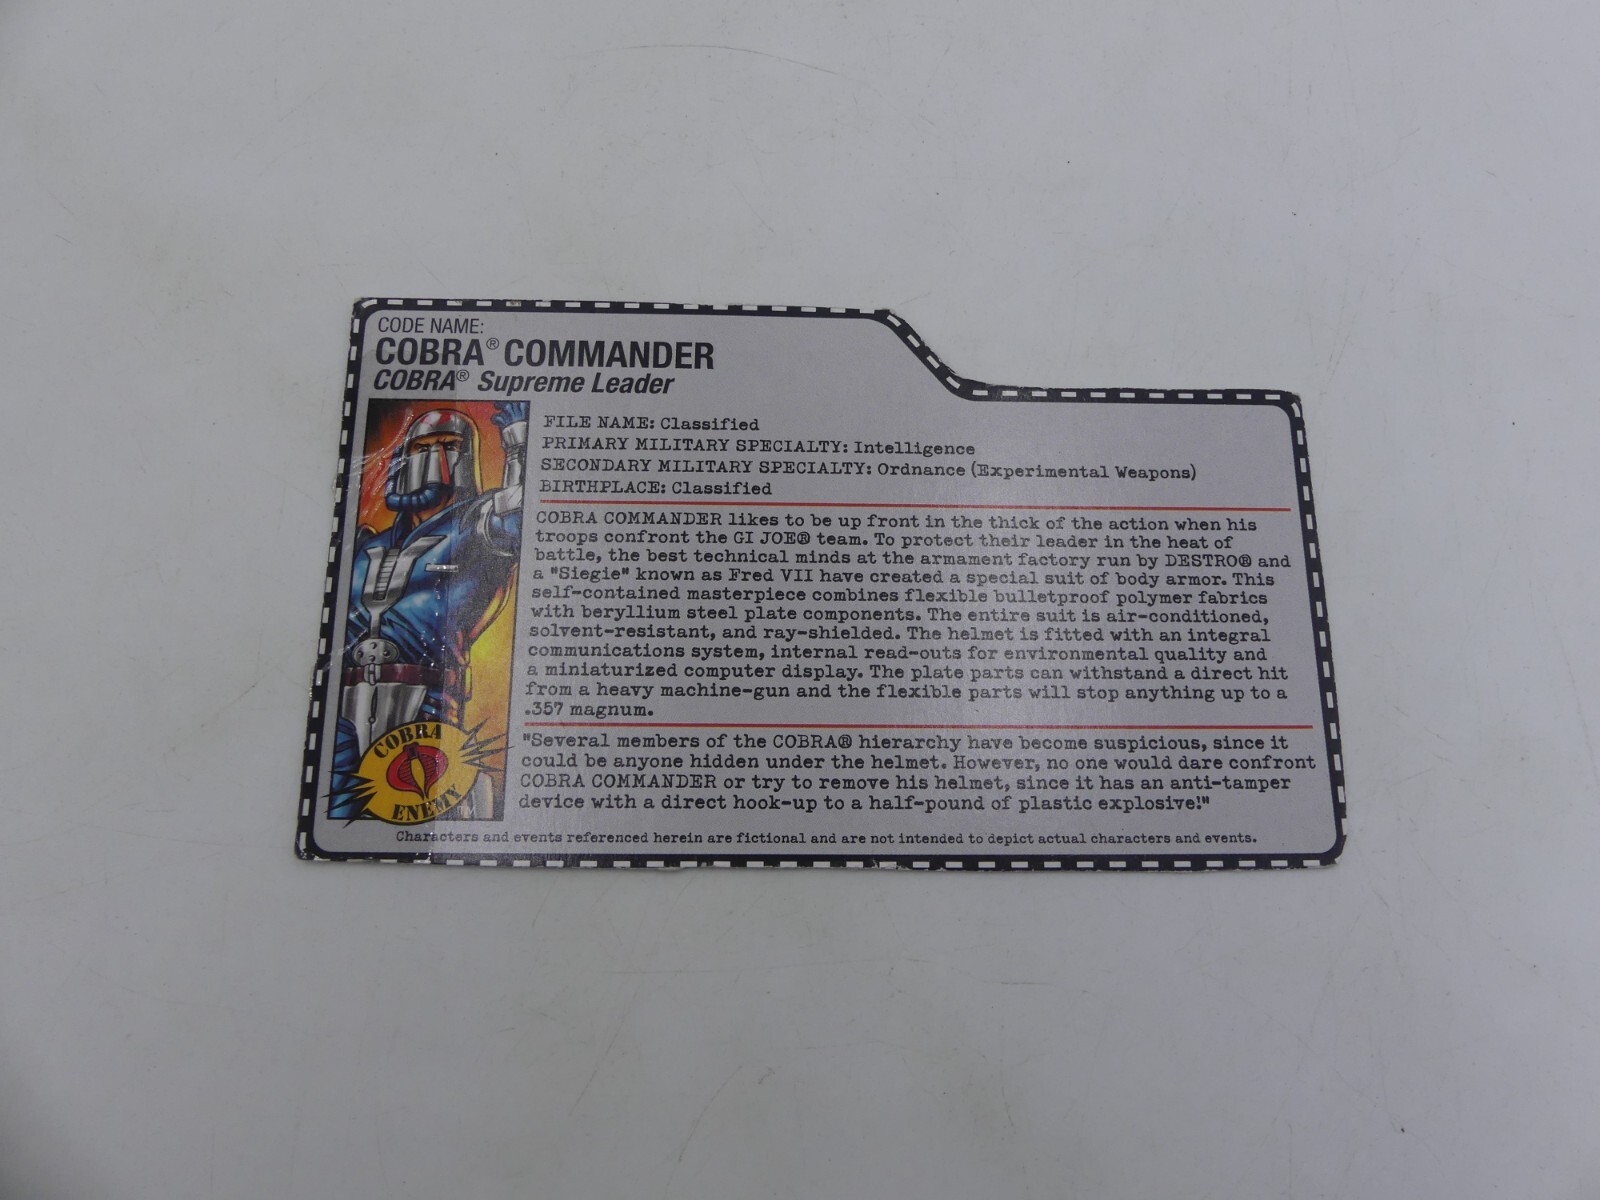 CODE NAME:
COBRA® COMMANDER
COBRA® Supreme Leader
FILE NAME: Classified
PRIMARY MILITARY SPECIALTY: Intelligence
SECONDARY MILITARY SPECIALTY: Ordnance (Experimental Weapons)
BIRTHPLACE: Classified
COBRA COMMANDER likes to be up front in the thick of the action when his
troops confront the GI JOE® team. To protect their leader in the heat of
battle, the best technical minds at the armament factory run by DESTRO® and
a "Siegie" known as Fred VII have created a special suit of body armor. This
self-contained masterpiece combines flexible bulletproof polymer fabrics
with beryllium steel plate components. The entire suit is air-conditioned,
solvent-resistant, and ray-shielded. The helmet is fitted with an integral
communications system, internal read-outs for environmental quality and
a miniaturized computer display. The plate parts can withstand a direct hit
from a heavy machine-gun and the flexible parts will stop anything up to a
.357 magnum.
"Several members of the COBRA® hierarchy have become suspicious, since it
could be anyone hidden under the helmet. However, no one would dare confront
COBRA COMMANDER or try to remove his helmet, since it has an anti-tamper
device with a direct hook-up to a half-pound of plastic explosive!"
COBRA
ENEMY
Characters and events referenced herein are fictional and are not intended to depict actual characters and events.